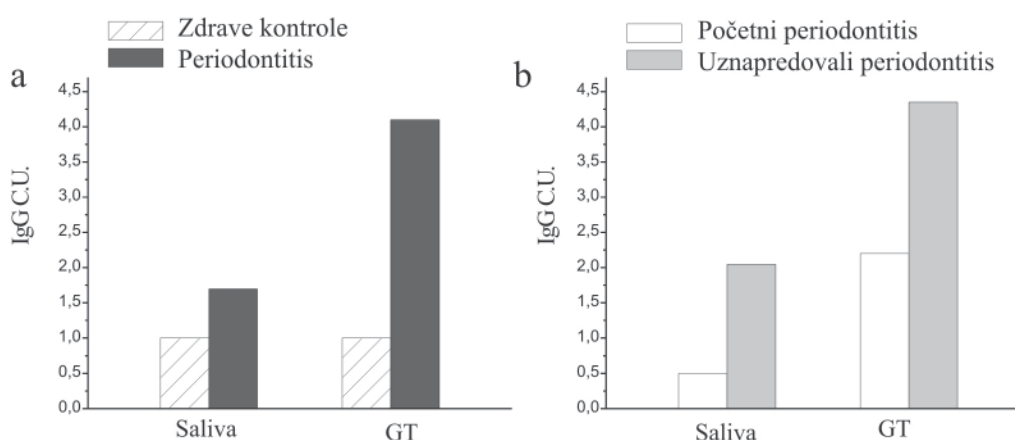 Zdrave kontrole
Periodontitis
a
4,5
4,0
3,5
3,0
2,5
2,0
1,5
1,0
0,5
0,0
IgG C.U.
Saliva
GT
Početni periodontitis
Uznapredovali periodontitis
b
4,5
4,0
3,5
3,0
2,5
2,0
1,5
1,0
0,5
0,0
IgG C.U.
Saliva
GT